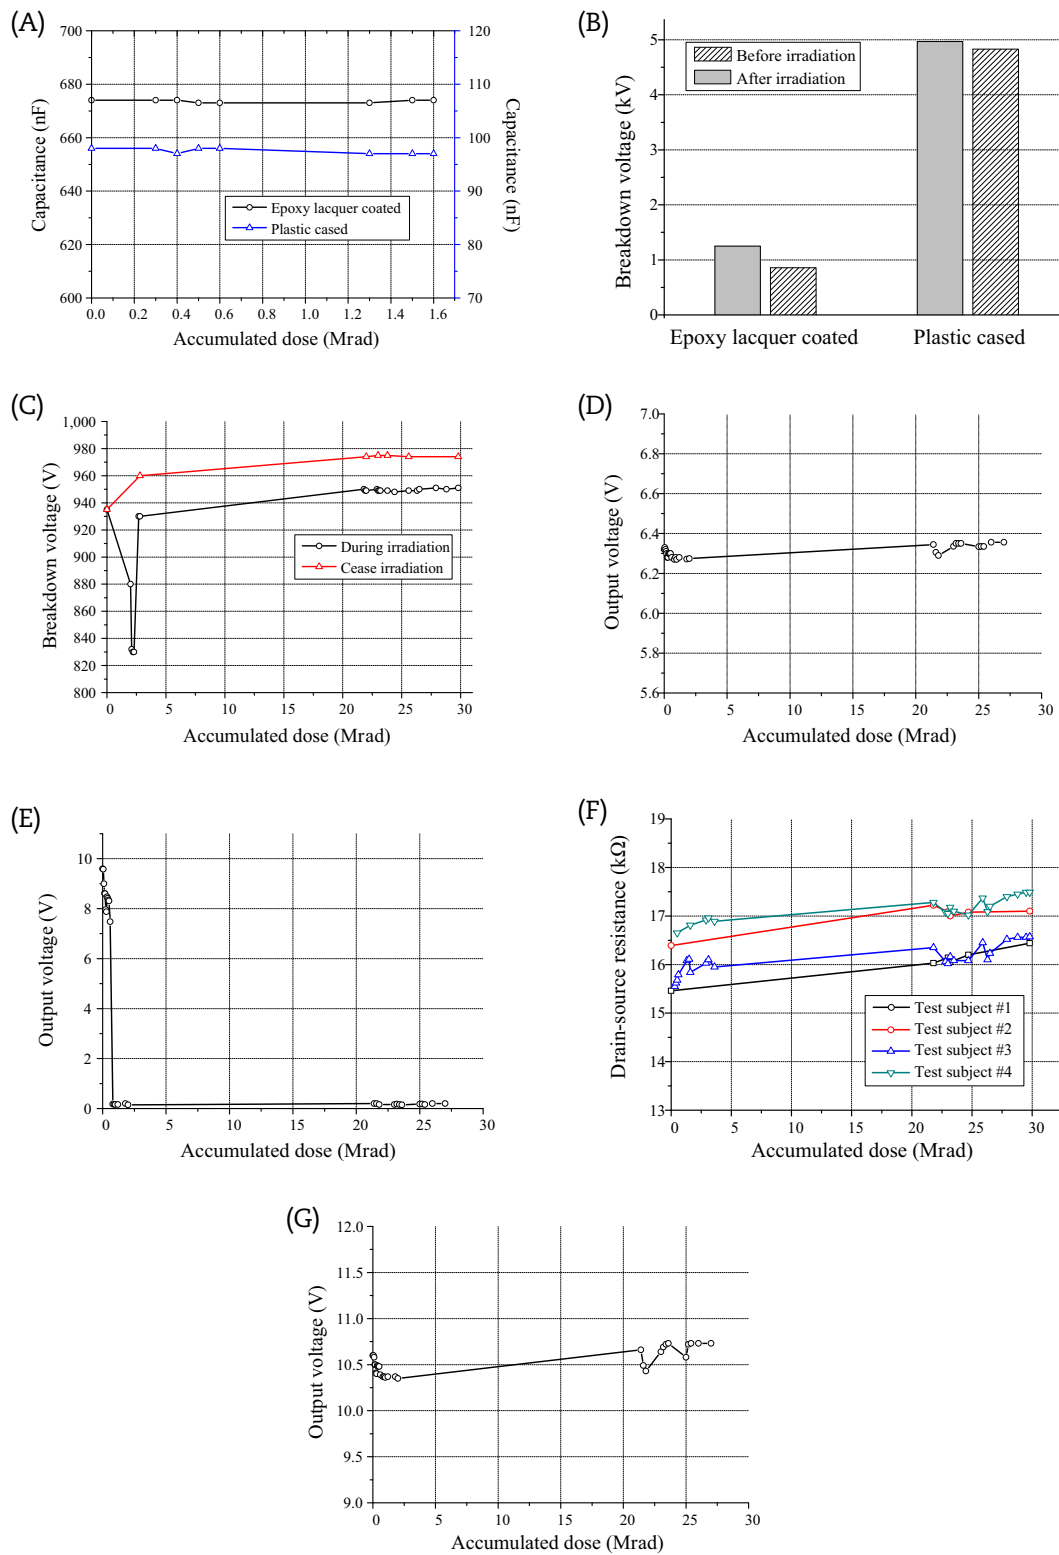 (A)
700
680
660
640
620
600
Capacitance (nF)
120
110
100
90
80
70
Capacitance (nF)
Epoxy lacquer coated
Plastic cased
0.0 0.2 0.4 0.6 0.8 1.0 1.2 1.4 1.6
Accumulated dose (Mrad)
(B)
5
4
3
2
1
0
Breakdown voltage (kV)
Before irradiation
After irradiation
Epoxy lacquer coated Plastic cased
(C)
1,000
980
960
940
920
900
880
860
840
820
800
Breakdown voltage (V)
During irradiation
Cease irradiation
0 5 10 15 20 25 30
Accumulated dose (Mrad)
(D)
7.0
6.8
6.6
6.4
6.2
6.0
5.8
5.6
Output voltage (V)
0 5 10 15 20 25 30
Accumulated dose (Mrad)
(E)
10
8
6
4
2
0
Output voltage (V)
0 5 10 15 20 25 30
Accumulated dose (Mrad)
(F)
19
18
17
16
15
14
13
Drain-source resistance (kΩ)
Test subject #1
Test subject #2
Test subject #3
Test subject #4
0 5 10 15 20 25 30
Accumulated dose (Mrad)
(G)
12.0
11.5
11.0
10.5
10.0
9.5
9.0
Output voltage (V)
0 5 10 15 20 25 30
Accumulated dose (Mrad)